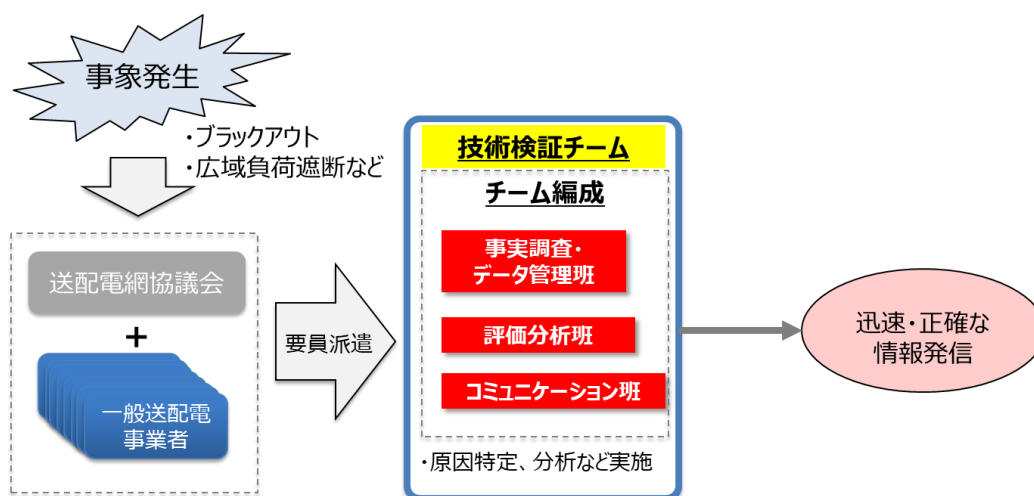 事象発生
・ブラックアウト
・広域負荷遮断など
送配電網協議会
+
一般送配電
事業者
要員派遣
技術検証チーム
チーム編成
事実調査・
データ管理班
評価分析班
コミュニケーション班
・原因特定、分析など実施
迅速・正確な
情報発信